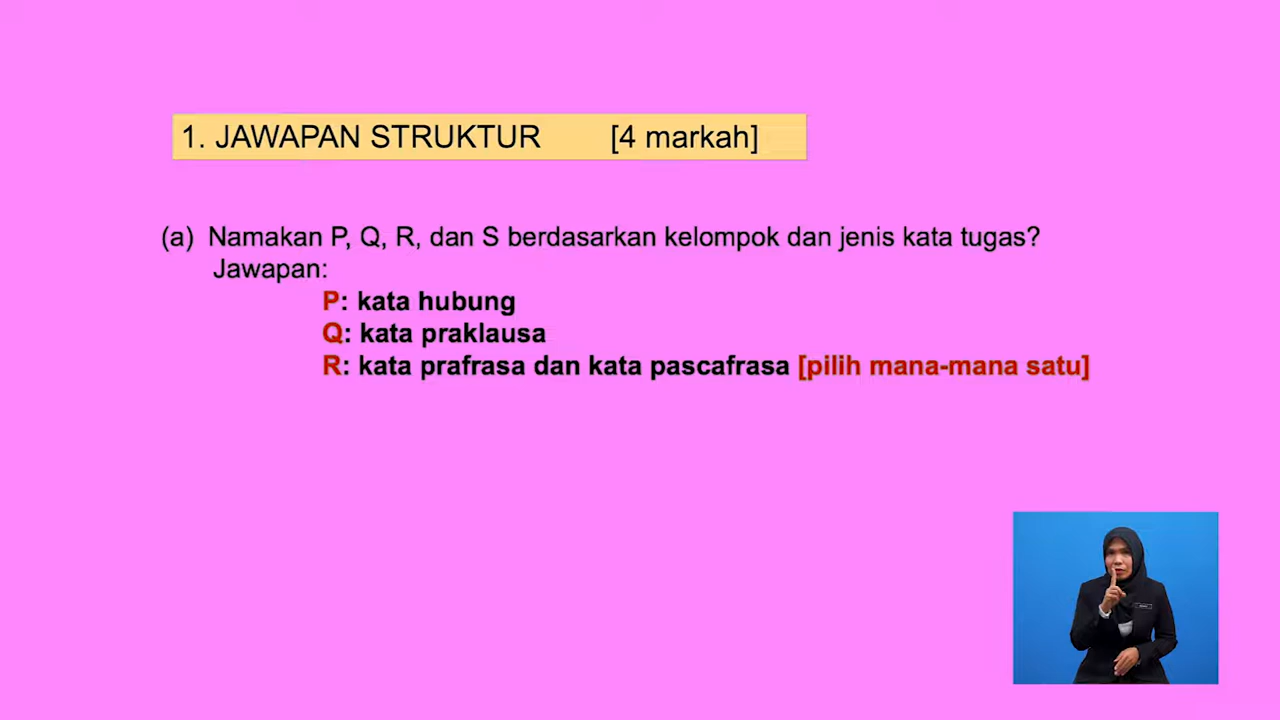 1. JAWAPAN STRUKTUR [4 markah]
(a) Namakan P, Q, R, dan S berdasarkan kelompok dan jenis kata tugas?
Jawapan:
P: kata hubung
Q: kata praklausa
R: kata prafrasa dan kata pascafrasa [pilih mana-mana satu]